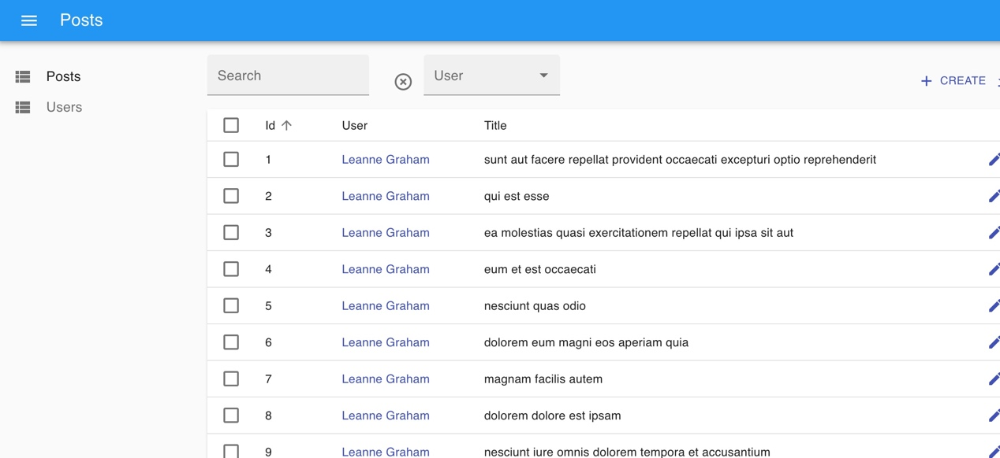 Posts
Posts
Users
Search
User
CREATE
Id User Title
1 Leanne Graham sunt aut facere repellat provident occaecati excepturi optio reprehenderit
2 Leanne Graham qui est esse
3 Leanne Graham ea molestias quasi exercitationem repellat qui ipsa sit aut
4 Leanne Graham eum et est occaecati
5 Leanne Graham nesciunt quas odio
6 Leanne Graham dolorem eum magni eos aperiam quia
7 Leanne Graham magnam facilis autem
8 Leanne Graham dolorem dolore est ipsam
9 Leanne Graham nesciunt iure omnis dolorem tempora et accusantium